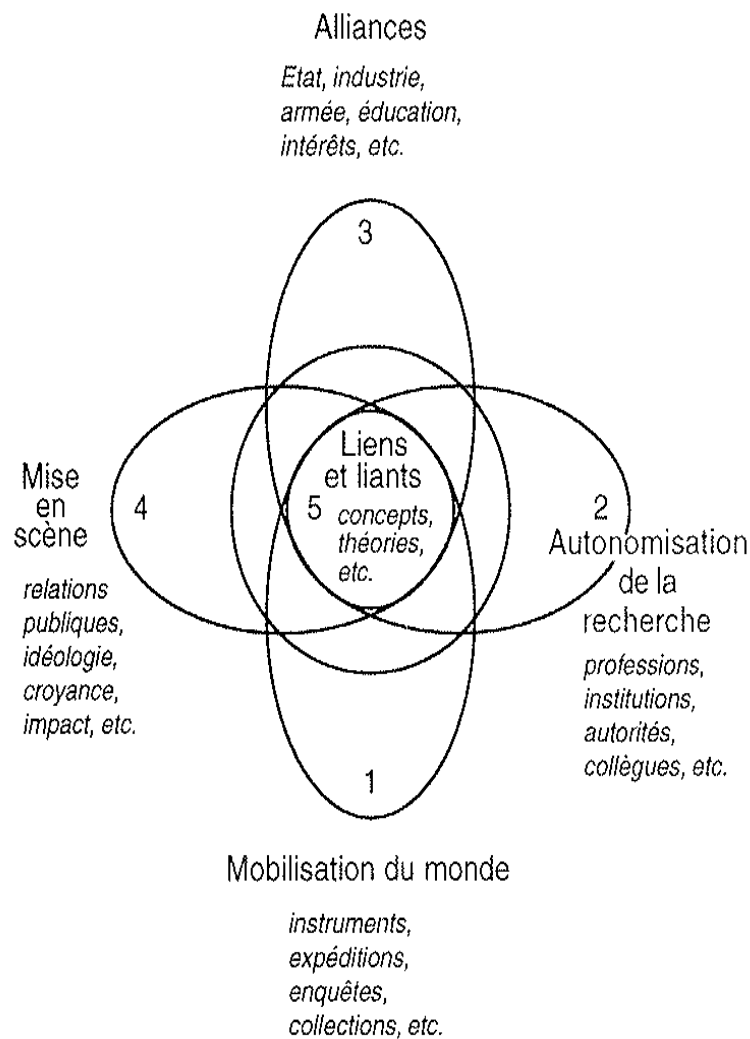 Alliances
Etat, industrie,
armée, éducation,
intérêts, etc.
3
Mise
en
scène
4
relations
publiques,
idéologie,
croyance,
impact, etc.
Liens
et liants
5
concepts,
théories,
etc.
2
Autonomisation
de la
recherche
professions,
institutions,
autorités,
collègues, etc.
1
Mobilisation du monde
instruments,
expéditions,
enquêtes,
collections, etc.